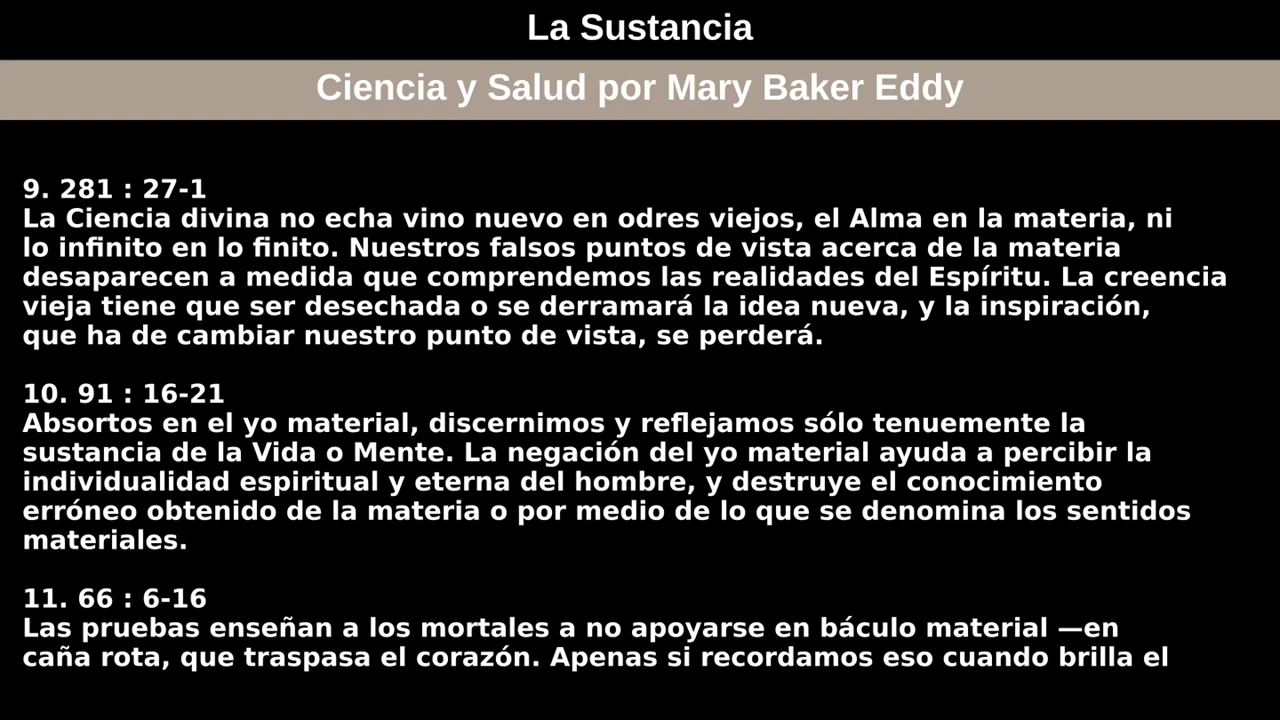 La Sustancia
Ciencia y Salud por Mary Baker Eddy
9. 281 : 27-1
La Ciencia divina no echa vino nuevo en odres viejos, el Alma en la materia, ni
lo infinito en lo finito. Nuestros falsos puntos de vista acerca de la materia
desaparecen a medida que comprendemos las realidades del Espíritu. La creencia
vieja tiene que ser desechada o se derramará la idea nueva, y la inspiración,
que ha de cambiar nuestro punto de vista, se perderá.
10. 91 : 16-21
Absortos en el yo material, discernimos y reflejamos sólo tenuemente la
sustancia de la Vida o Mente. La negación del yo material ayuda a percibir la
individualidad espiritual y eterna del hombre, y destruye el conocimiento
erróneo obtenido de la materia o por medio de lo que se denomina los sentidos
materiales.
11. 66 : 6-16
Las pruebas enseñan a los mortales a no apoyarse en báculo material —en
caña rota, que traspasa el corazón. Apenas si recordamos eso cuando brilla el